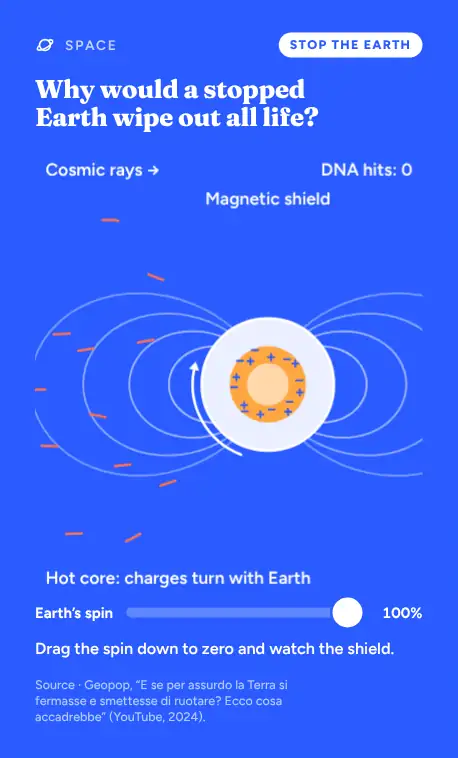 SPACE
STOP THE EARTH
Why would a stopped
Earth wipe out all life?
Cosmic rays →
DNA hits: 0
Magnetic shield
Hot core: charges turn with Earth
Earth's spin
100%
Drag the spin down to zero and watch the shield.
Source · Geopop, “E se per assurdo la Terra si
fermasse e smettesse di ruotare? Ecco cosa
accadrebbe” (YouTube, 2024).